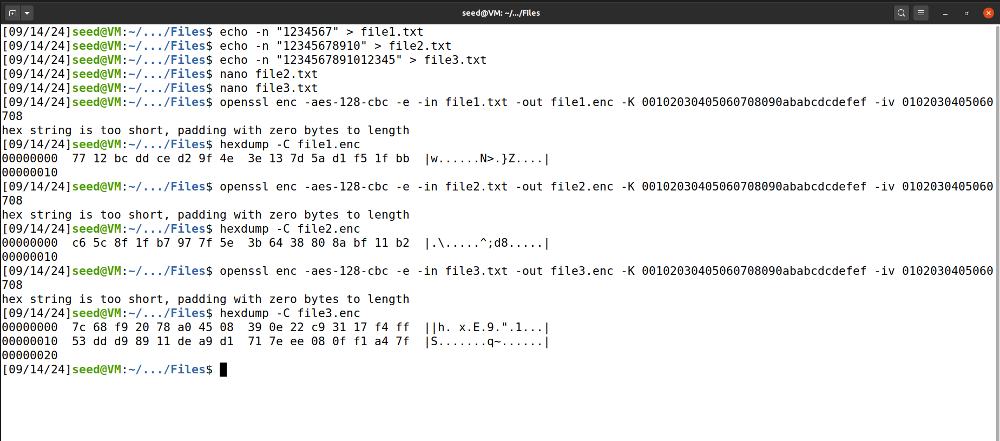 seed@VM: ~/.../Files
[09/14/24]seed@VM:~/.../Files$ echo -n "1234567" > file1.txt
[09/14/24]seed@VM:~/.../Files$ echo -n "12345678910" > file2.txt
[09/14/24]seed@VM:~/.../Files$ echo -n "1234567891012345" > file3.txt
[09/14/24]seed@VM:~/.../Files$ nano file2.txt
[09/14/24]seed@VM:~/.../Files$ nano file3.txt
[09/14/24]seed@VM:~/.../Files$ openssl enc -aes-128-cbc -e -in file1.txt -out file1.enc -K 00102030405060708090ababcdcdefef -iv 0102030405060
708
hex string is too short, padding with zero bytes to length
[09/14/24]seed@VM:~/.../Files$ hexdump -C file1.enc
00000000  77 12 bc dd ce d2 9f 4e  3e 13 7d 5a d1 f5 1f bb  |w......N>.}Z....|
00000010
[09/14/24]seed@VM:~/.../Files$ openssl enc -aes-128-cbc -e -in file2.txt -out file2.enc -K 00102030405060708090ababcdcdefef -iv 0102030405060
708
hex string is too short, padding with zero bytes to length
[09/14/24]seed@VM:~/.../Files$ hexdump -C file2.enc
00000000  c6 5c 8f 1f b7 97 7f 5e  3b 64 38 80 8a bf 11 b2  |.\.....^;d8.....|
00000010
[09/14/24]seed@VM:~/.../Files$ openssl enc -aes-128-cbc -e -in file3.txt -out file3.enc -K 00102030405060708090ababcdcdefef -iv 0102030405060
708
hex string is too short, padding with zero bytes to length
[09/14/24]seed@VM:~/.../Files$ hexdump -C file3.enc
00000000  7c 68 f9 20 78 a0 45 08  39 0e 22 c9 31 17 f4 ff  ||h. x.E.9.".1...|
00000010  53 dd d9 89 11 de a9 d1  71 7e ee 08 0f f1 a4 7f  |S.......q~......|
00000020
[09/14/24]seed@VM:~/.../Files$